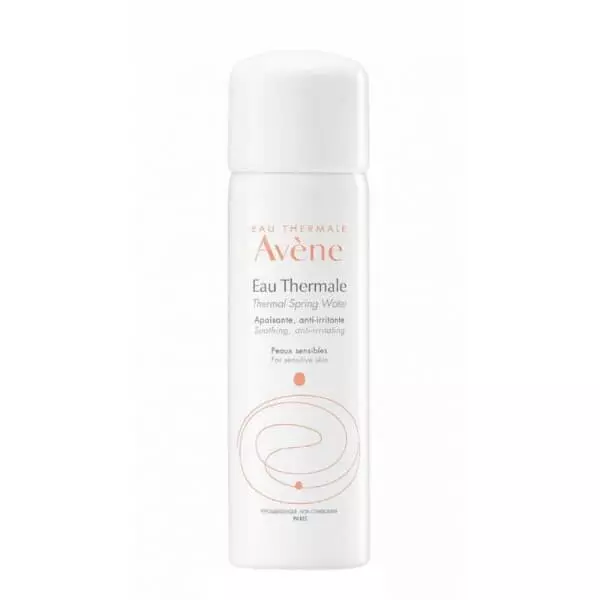 EAU THERMALE
Avène
Eau Thermale
Thermal Spring Water
Apaisante, anti-irritante
Soothing, anti-irritating
Peaux sensibles
For sensitive skin
PARIS